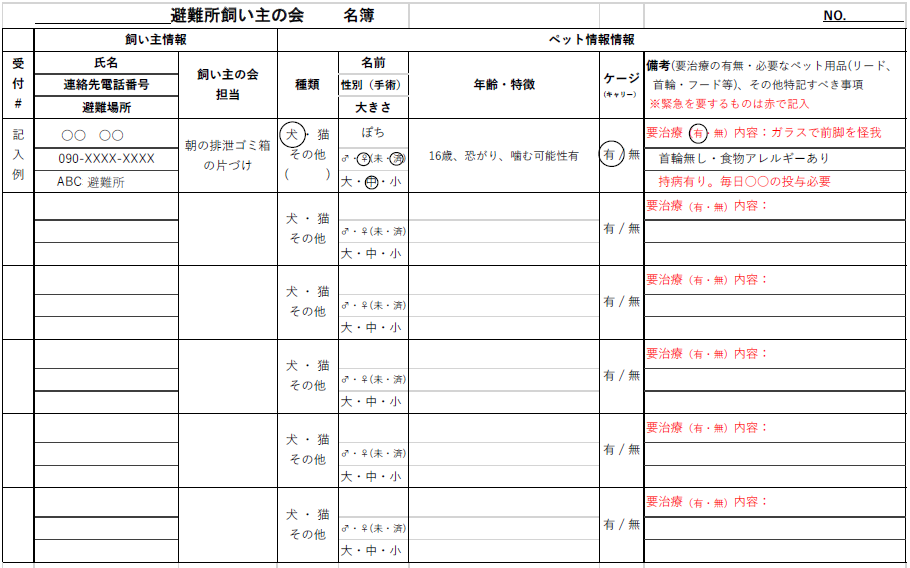 避難所飼い主の会 名簿 NO.
飼い主情報 ペット情報情報
受付#
氏名
連絡先電話番号
避難場所
飼い主の会
担当
種類
名前
性別（手術）
大きさ
年齢・特徴
ケージ
(キャリー)
備考(要治療の有無・必要なペット用品(リード、
首輪・フード等)、その他特記すべき事項
※緊急を要するものは赤で記入
記入例
〇〇 〇〇
090-XXXX-XXXX
ABC 避難所
朝の排泄ゴミ箱
の片づけ
犬・猫
その他
( )
ぽち
♂・♀(未・済)
大・中・小
16歳、恐がり、噛む可能性有
有 / 無
要治療（有・無）内容：ガラスで前脚を怪我
首輪無し・食物アレルギーあり
持病有り。毎日〇〇の投与必要
犬 ・ 猫
その他
♂・♀(未・済)
大・中・小
有 / 無
要治療（有・無）内容：
犬 ・ 猫
その他
♂・♀(未・済)
大・中・小
有 / 無
要治療（有・無）内容：
犬 ・ 猫
その他
♂・♀(未・済)
大・中・小
有 / 無
要治療（有・無）内容：
犬 ・ 猫
その他
♂・♀(未・済)
大・中・小
有 / 無
要治療（有・無）内容：
犬 ・ 猫
その他
♂・♀(未・済)
大・中・小
有 / 無
要治療（有・無）内容：